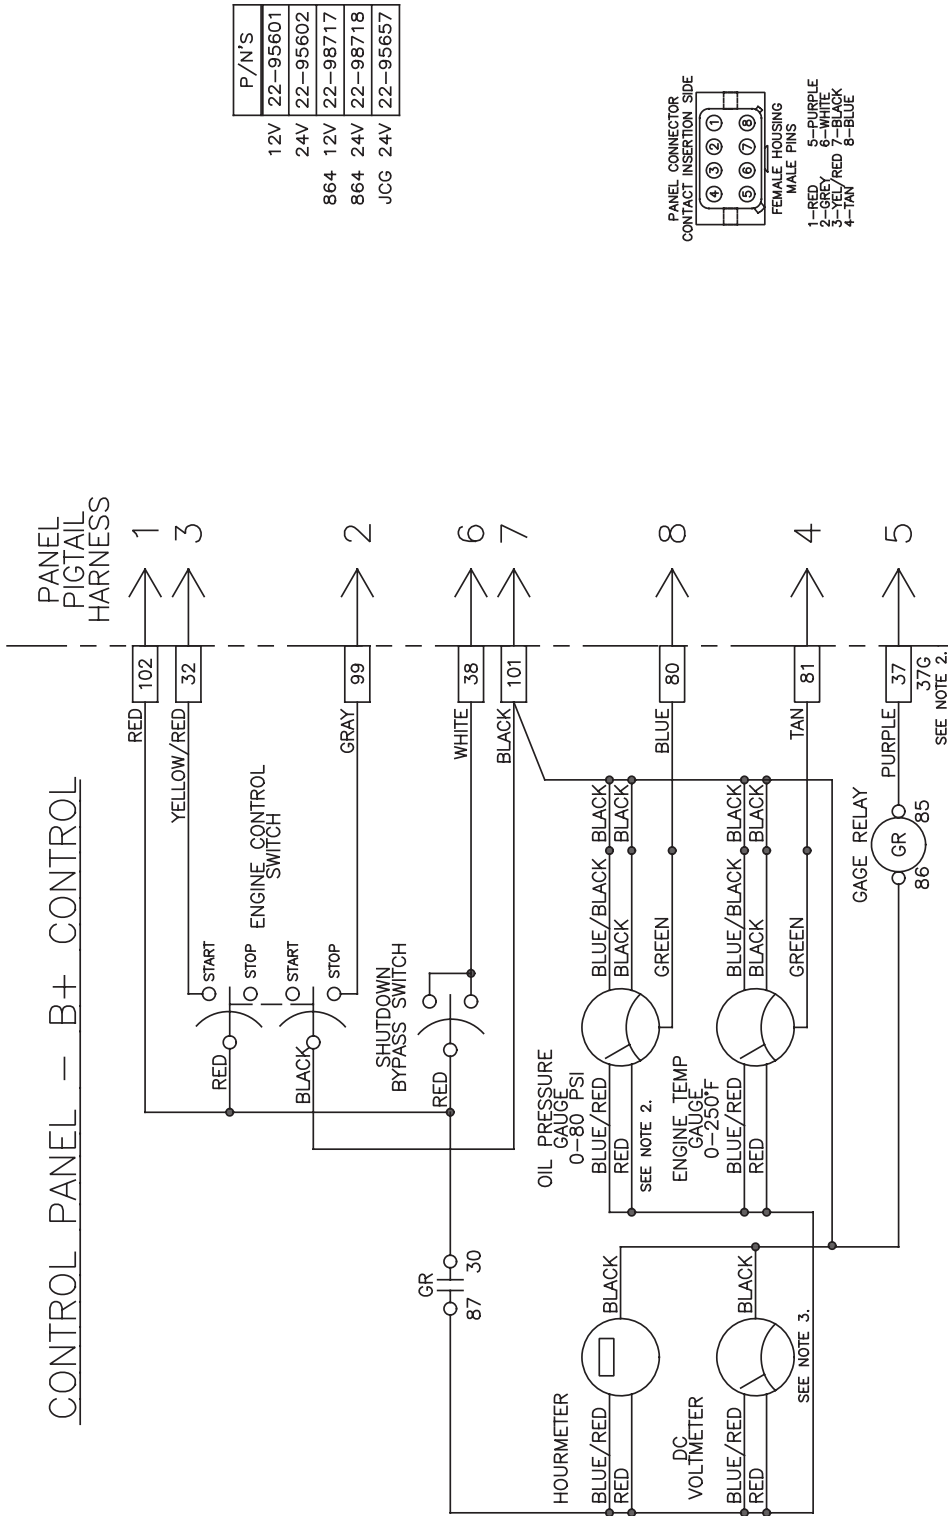 CONTROL PANEL - B+ CONTROL
P/N'S
12V 22-95601
24V 22-95602
864 12V 22-98717
864 24V 22-98718
JCG 24V 22-95657
PANEL
PIGTAIL
HARNESS
RED
102
1
YELLOW/RED
32
3
START
STOP
START
STOP
ENGINE CONTROL
SWITCH
RED
BLACK
GRAY
99
2
SHUTDOWN
BYPASS SWITCH
RED
WHITE
38
6
BLACK
101
7
GR
87
30
OIL PRESSURE
GAUGE
0-80 PSI
BLUE/RED
RED
SEE NOTE 2.
BLUE/BLACK
BLACK
BLACK
BLACK
GREEN
BLUE
80
8
ENGINE TEMP
GAUGE
0-250°F
BLUE/RED
RED
BLUE/BLACK
BLACK
BLACK
BLACK
GREEN
TAN
81
4
HOURMETER
BLUE/RED
RED
BLACK
DC
VOLTMETER
BLUE/RED
RED
BLACK
SEE NOTE 3.
GAGE RELAY
86
GR
85
PURPLE
37
5
37G
SEE NOTE 2.
PANEL CONNECTOR
CONTACT INSERTION SIDE
4 3 2 1
5 6 7 8
FEMALE HOUSING
MALE PINS
1-RED 5-PURPLE
2-GREY 6-WHITE
3-YEL/RED 7-BLACK
4-TAN 8-BLUE